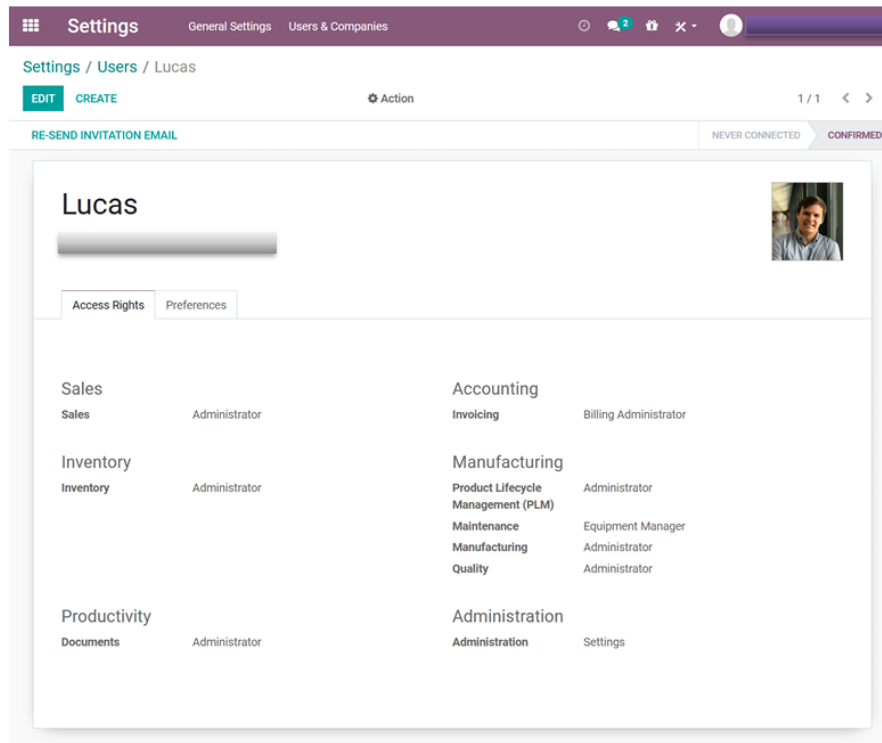 Settings General Settings Users & Companies 2
Settings / Users / Lucas
EDIT CREATE Action 1 / 1
RE-SEND INVITATION EMAIL NEVER CONNECTED CONFIRMED
Lucas
Access Rights Preferences
Sales Accounting
Sales Administrator Invoicing Billing Administrator
Inventory Manufacturing
Inventory Administrator Product Lifecycle Administrator
Management (PLM)
Maintenance Equipment Manager
Manufacturing Administrator
Quality Administrator
Productivity Administration
Documents Administrator Administration Settings